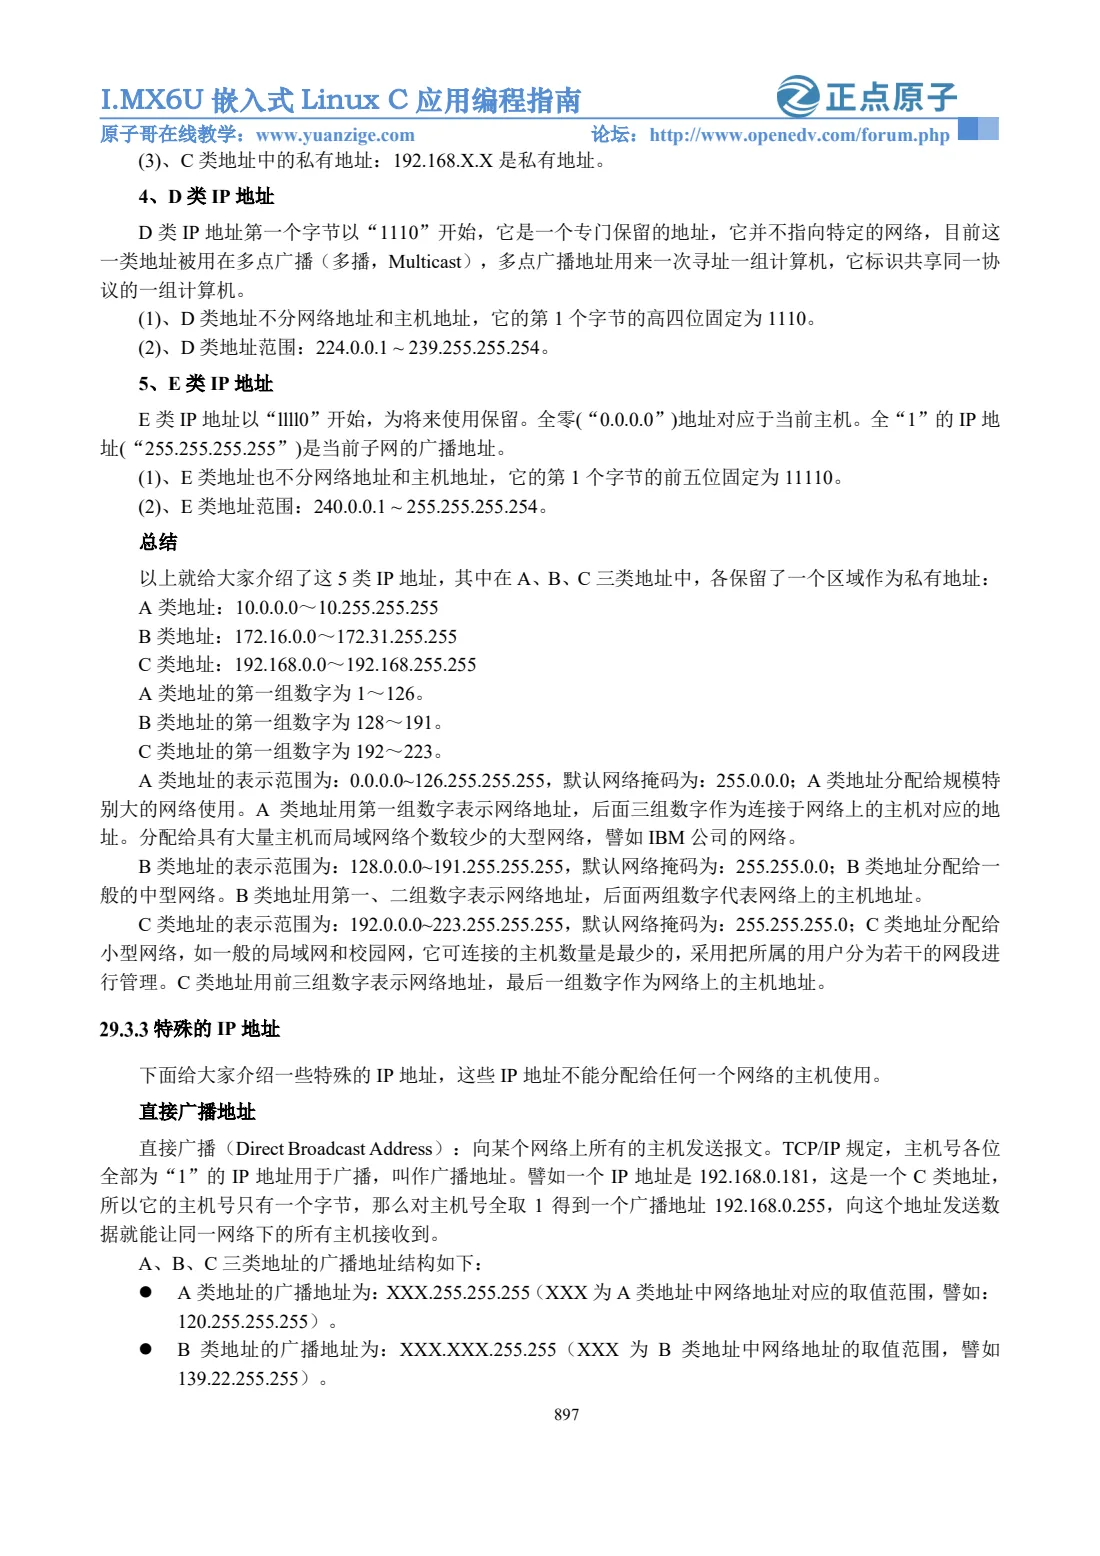 I.MX6U 嵌入式 Linux C 应用编程指南
正点原子
原子哥在线教学：www.yuanzige.com 论坛：http://www.openedv.com/forum.php
(3)、C 类地址中的私有地址：192.168.X.X 是私有地址。
4、D 类 IP 地址
D 类 IP 地址第一个字节以“1110”开始，它是一个专门保留的地址，它并不指向特定的网络，目前这
一类地址被用在多点广播（多播，Multicast），多点广播地址用来一次寻址一组计算机，它标识共享同一协
议的一组计算机。
(1)、D 类地址不分网络地址和主机地址，它的第 1 个字节的高四位固定为 1110。
(2)、D 类地址范围：224.0.0.1 ~ 239.255.255.254。
5、E 类 IP 地址
E 类 IP 地址以“llll0”开始，为将来使用保留。全零(“0.0.0.0”)地址对应于当前主机。全“1”的 IP 地
址(“255.255.255.255”)是当前子网的广播地址。
(1)、E 类地址也不分网络地址和主机地址，它的第 1 个字节的前五位固定为 11110。
(2)、E 类地址范围：240.0.0.1 ~ 255.255.255.254。
总结
以上就给大家介绍了这 5 类 IP 地址，其中在 A、B、C 三类地址中，各保留了一个区域作为私有地址：
A 类地址：10.0.0.0～10.255.255.255
B 类地址：172.16.0.0～172.31.255.255
C 类地址：192.168.0.0～192.168.255.255
A 类地址的第一组数字为 1～126。
B 类地址的第一组数字为 128～191。
C 类地址的第一组数字为 192～223。
A 类地址的表示范围为：0.0.0.0~126.255.255.255，默认网络掩码为：255.0.0.0；A 类地址分配给规模特
别大的网络使用。A 类地址用第一组数字表示网络地址，后面三组数字作为连接于网络上的主机对应的地
址。分配给具有大量主机而局域网络个数较少的大型网络，譬如 IBM 公司的网络。
B 类地址的表示范围为：128.0.0.0~191.255.255.255，默认网络掩码为：255.255.0.0；B 类地址分配给一
般的中型网络。B 类地址用第一、二组数字表示网络地址，后面两组数字代表网络上的主机地址。
C 类地址的表示范围为：192.0.0.0~223.255.255.255，默认网络掩码为：255.255.255.0；C 类地址分配给
小型网络，如一般的局域网和校园网，它可连接的主机数量是最少的，采用把所属的用户分为若干的网段进
行管理。C 类地址用前三组数字表示网络地址，最后一组数字作为网络上的主机地址。
29.3.3 特殊的 IP 地址
下面给大家介绍一些特殊的 IP 地址，这些 IP 地址不能分配给任何一个网络的主机使用。
直接广播地址
直接广播（Direct Broadcast Address）：向某个网络上所有的主机发送报文。TCP/IP 规定，主机号各位
全部为“1”的 IP 地址用于广播，叫作广播地址。譬如一个 IP 地址是 192.168.0.181，这是一个 C 类地址，
所以它的主机号只有一个字节，那么对主机号全取 1 得到一个广播地址 192.168.0.255，向这个地址发送数
据就能让同一网络下的所有主机接收到。
A、B、C 三类地址的广播地址结构如下：
● A 类地址的广播地址为：XXX.255.255.255（XXX 为 A 类地址中网络地址对应的取值范围，譬如：
120.255.255.255）。
● B 类地址的广播地址为：XXX.XXX.255.255（XXX 为 B 类地址中网络地址的取值范围，譬如
139.22.255.255）。
897